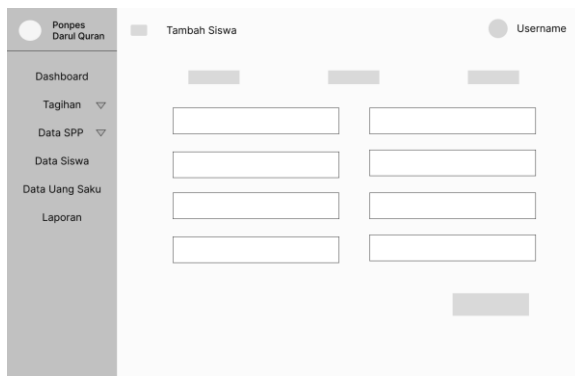 Ponpes
Darul Quran
Tambah Siswa
Username
Dashboard
Tagihan
Data SPP
Data Siswa
Data Uang Saku
Laporan